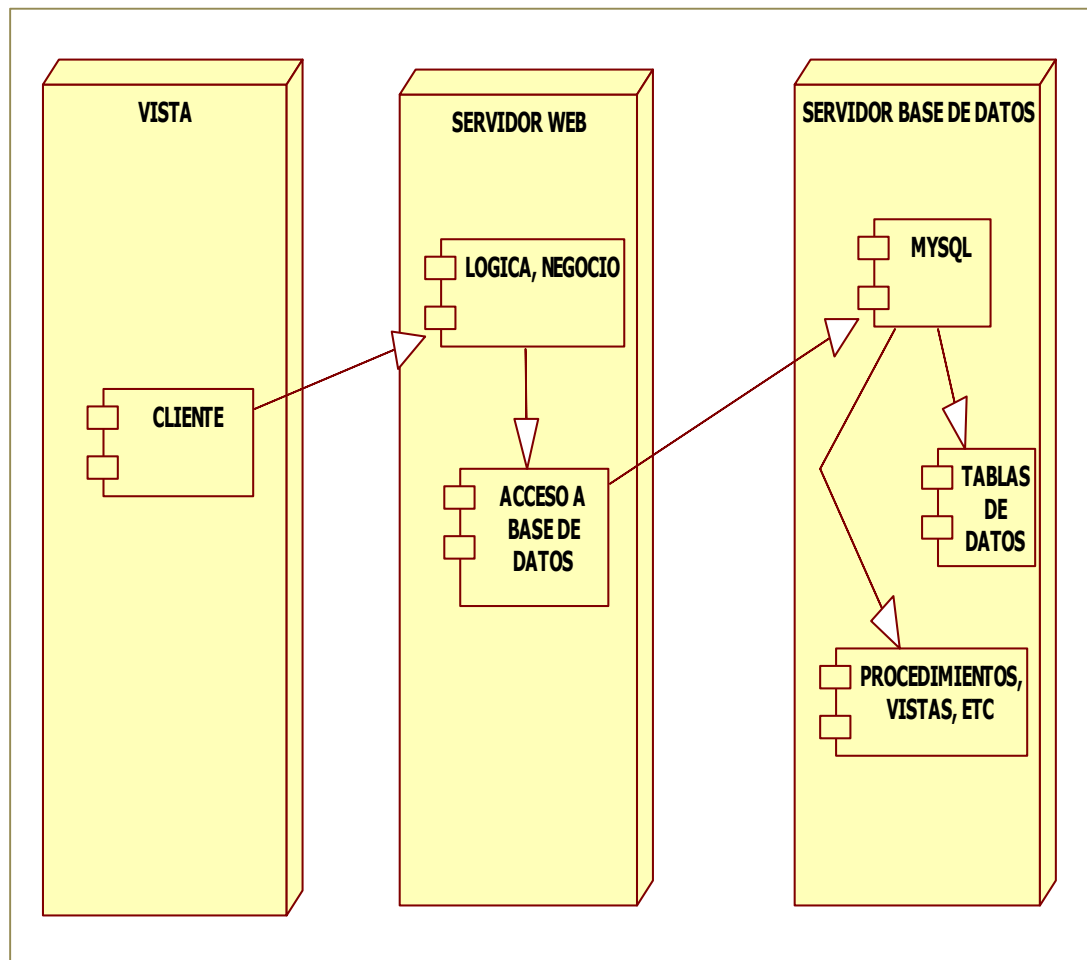 VISTA
CLIENTE
SERVIDOR WEB
LOGICA, NEGOCIO
ACCESO A
BASE DE
DATOS
SERVIDOR BASE DE DATOS
MYSQL
TABLAS
DE
DATOS
PROCEDIMIENTOS,
VISTAS, ETC